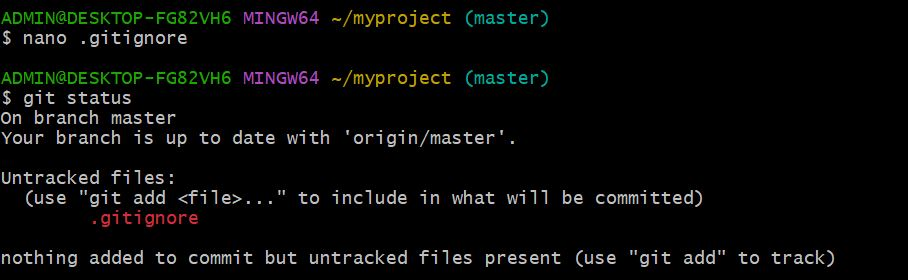 ADMIN@DESKTOP-FG82VH6 MINGW64 ~/myproject (master)
$ nano .gitignore
ADMIN@DESKTOP-FG82VH6 MINGW64 ~/myproject (master)
$ git status
On branch master
Your branch is up to date with 'origin/master'.
Untracked files:
(use "git add <file>..." to include in what will be committed)
.gitignore
nothing added to commit but untracked files present (use "git add" to track)